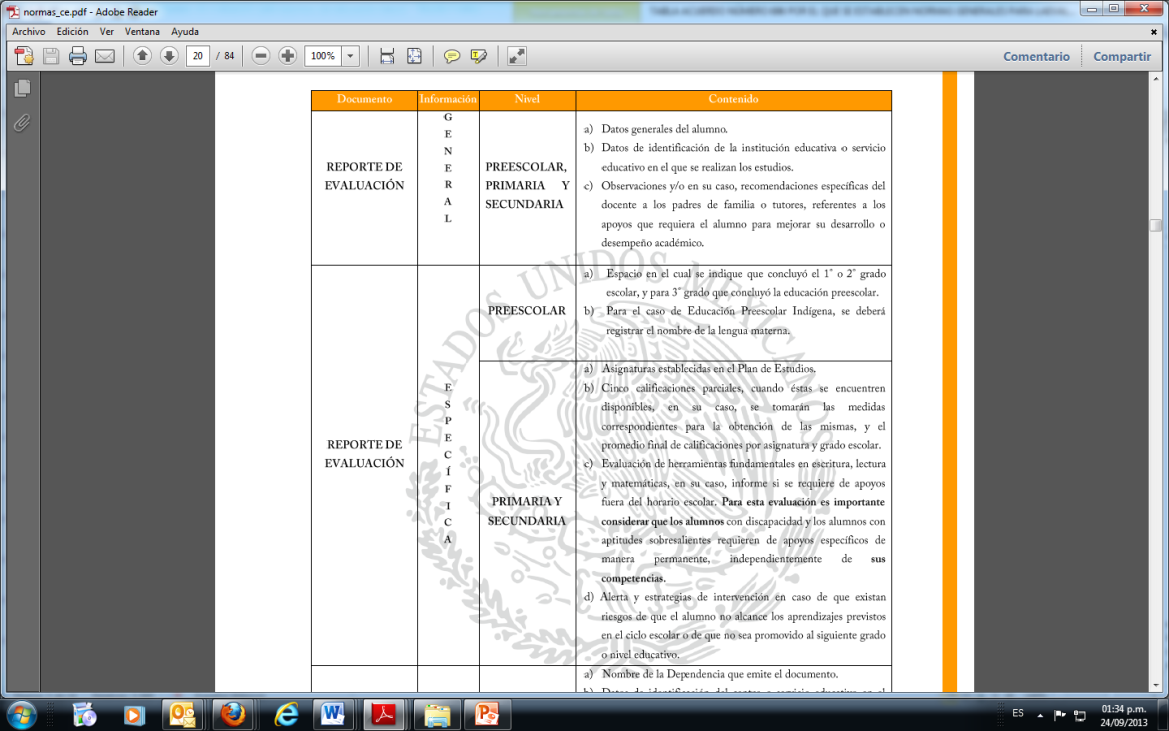 normas_ce.pdf - Adobe Reader
Archivo Edición Ver Ventana Ayuda
20 / 84 100% Comentario Compartir
Documento Información Nivel Contenido
REPORTE DE
EVALUACIÓN
G
E
N
E
R
A
L
PREESCOLAR,
PRIMARIA Y
SECUNDARIA
a) Datos generales del alumno.
b) Datos de identificación de la institución educativa o servicio
educativo en el que se realizan los estudios.
c) Observaciones y/o en su caso, recomendaciones específicas del
docente a los padres de familia o tutores, referentes a los
apoyos que requiera el alumno para mejorar su desarrollo o
desempeño académico.
REPORTE DE
EVALUACIÓN
E
S
P
E
C
Í
F
I
C
A
PREESCOLAR
a) Espacio en el cual se indique que concluyó el 1° o 2° grado
escolar, y para 3° grado que concluyó la educación preescolar.
b) Para el caso de Educación Preescolar Indígena, se deberá
registrar el nombre de la lengua materna.
PRIMARIA Y
SECUNDARIA
a) Asignaturas establecidas en el Plan de Estudios.
b) Cinco calificaciones parciales, cuando éstas se encuentren
disponibles, en su caso, se tomarán las medidas
correspondientes para la obtención de las mismas, y el
promedio final de calificaciones por asignatura y grado escolar.
c) Evaluación de herramientas fundamentales en escritura, lectura
y matemáticas, en su caso, informe si se requiere de apoyos
fuera del horario escolar. Para esta evaluación es importante
considerar que los alumnos con discapacidad y los alumnos con
aptitudes sobresalientes requieren de apoyos específicos de
manera permanente, independientemente de sus
competencias.
d) Alerta y estrategias de intervención en caso de que existan
riesgos de que el alumno no alcance los aprendizajes previstos
en el ciclo escolar o de que no sea promovido al siguiente grado
o nivel educativo.
a) Nombre de la Dependencia que emite el documento.
ESTADOS UNIDOS MEXICANOS
ES 01:34 p.m.
24/09/2013